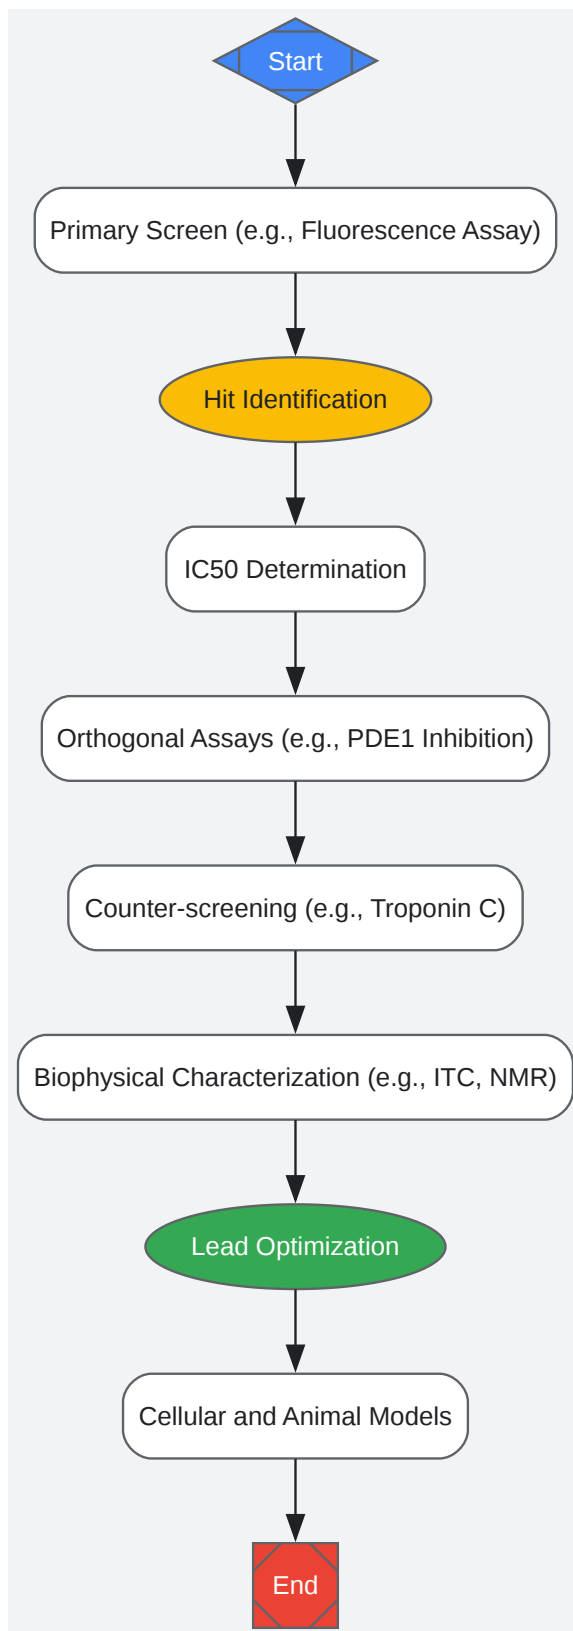 Start
Primary Screen (e.g., Fluorescence Assay)
Hit Identification
IC50 Determination
Orthogonal Assays (e.g., PDE1 Inhibition)
Counter-screening (e.g., Troponin C)
Biophysical Characterization (e.g., ITC, NMR)
Lead Optimization
Cellular and Animal Models
End